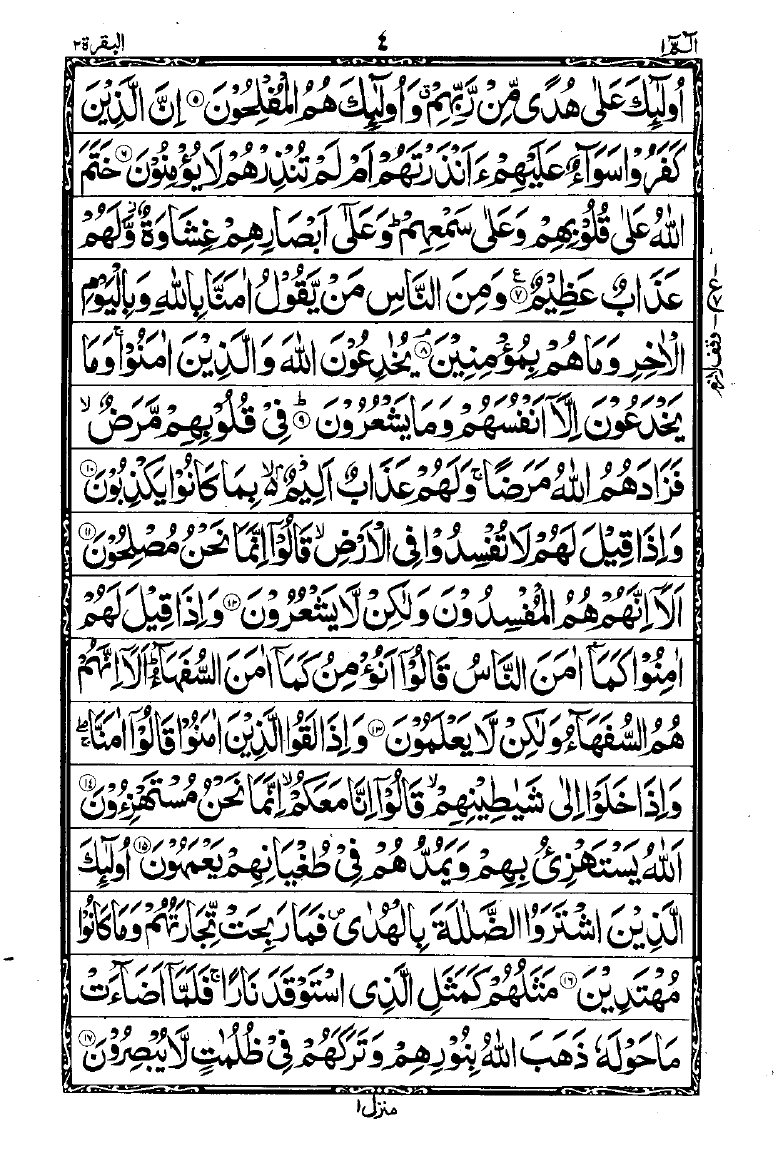 الٓمّٓ ١
٤
البقرة ٢
اُولٰٓئِكَ عَلٰى هُدًى مِّنْ رَّبِّهِمْ ۗ وَاُولٰٓئِكَ هُمُ الْمُفْلِحُوْنَ ۝٥ اِنَّ الَّذِيْنَ
كَفَرُوْا سَوَآءٌ عَلَيْهِمْ ءَاَنْذَرْتَهُمْ اَمْ لَمْ تُنْذِرْهُمْ لَا يُؤْمِنُوْنَ ۝٦ خَتَمَ
اللّٰهُ عَلٰى قُلُوْبِهِمْ وَعَلٰى سَمْعِهِمْ ؕ وَعَلٰٓى اَبْصَارِهِمْ غِشَاوَةٌ ؗ وَّلَهُمْ
عَذَابٌ عَظِيْمٌ ۝٧ ع وَمِنَ النَّاسِ مَنْ يَّقُوْلُ اٰمَنَّا بِاللّٰهِ وَبِالْيَوْمِ
الْاٰخِرِ وَمَا هُمْ بِمُؤْمِنِيْنَ ۝٨ۘ يُخٰدِعُوْنَ اللّٰهَ وَالَّذِيْنَ اٰمَنُوْا ۚ وَمَا
يَخْدَعُوْنَ اِلَّآ اَنْفُسَهُمْ وَمَا يَشْعُرُوْنَ ۝٩ؕ فِيْ قُلُوْبِهِمْ مَّرَضٌ ۙ
فَزَادَهُمُ اللّٰهُ مَرَضًا ۚ وَلَهُمْ عَذَابٌ اَلِيْمٌ ۙ۬ بِمَا كَانُوْا يَكْذِبُوْنَ ۝١٠
وَاِذَا قِيْلَ لَهُمْ لَا تُفْسِدُوْا فِى الْاَرْضِ ۙ قَالُوْٓا اِنَّمَا نَحْنُ مُصْلِحُوْنَ ۝١١
اَلَآ اِنَّهُمْ هُمُ الْمُفْسِدُوْنَ وَلٰكِنْ لَّا يَشْعُرُوْنَ ۝١٢ وَاِذَا قِيْلَ لَهُمْ
اٰمِنُوْا كَمَآ اٰمَنَ النَّاسُ قَالُوْٓا اَنُؤْمِنُ كَمَآ اٰمَنَ السُّفَهَآءُ ؕ اَلَآ اِنَّهُمْ
هُمُ السُّفَهَآءُ وَلٰكِنْ لَّا يَعْلَمُوْنَ ۝١٣ وَاِذَا لَقُوا الَّذِيْنَ اٰمَنُوْا قَالُوْٓا اٰمَنَّا ۖۚ
وَاِذَا خَلَوْا اِلٰى شَيٰطِيْنِهِمْ ۙ قَالُوْٓا اِنَّا مَعَكُمْ ۙ اِنَّمَا نَحْنُ مُسْتَهْزِءُوْنَ ۝١٤
اَللّٰهُ يَسْتَهْزِئُ بِهِمْ وَيَمُدُّهُمْ فِيْ طُغْيَانِهِمْ يَعْمَهُوْنَ ۝١٥ اُولٰٓئِكَ
الَّذِيْنَ اشْتَرَوُا الضَّلٰلَةَ بِالْهُدٰى ۪ فَمَا رَبِحَتْ تِّجَارَتُهُمْ وَمَا كَانُوْا
مُهْتَدِيْنَ ۝١٦ مَثَلُهُمْ كَمَثَلِ الَّذِى اسْتَوْقَدَ نَارًا ۚ فَلَمَّآ اَضَآءَتْ
مَا حَوْلَهٗ ذَهَبَ اللّٰهُ بِنُوْرِهِمْ وَتَرَكَهُمْ فِيْ ظُلُمٰتٍ لَّا يُبْصِرُوْنَ ۝١٧
وقف لازم
منزل ١